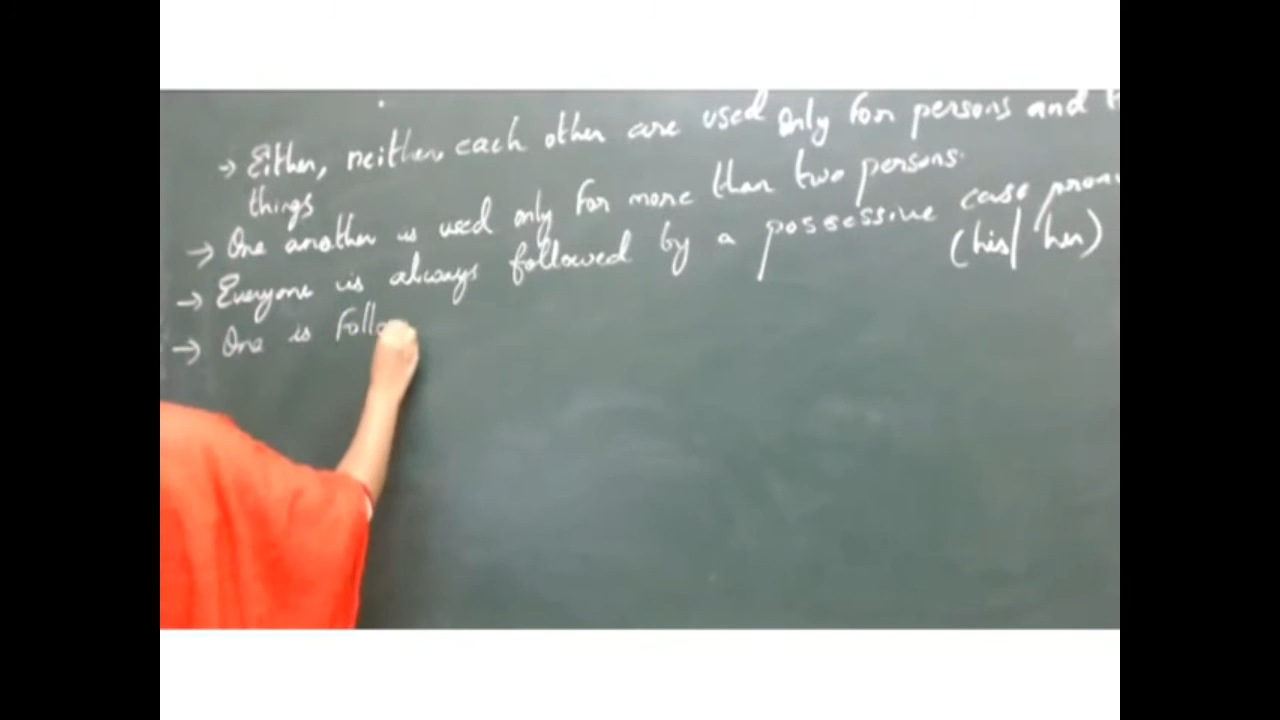 → Either, neither, each other are used only for persons and
things
→ One another is used only for more than two persons.
→ Everyone is always followed by a possessive case
(his/her)
→ One is